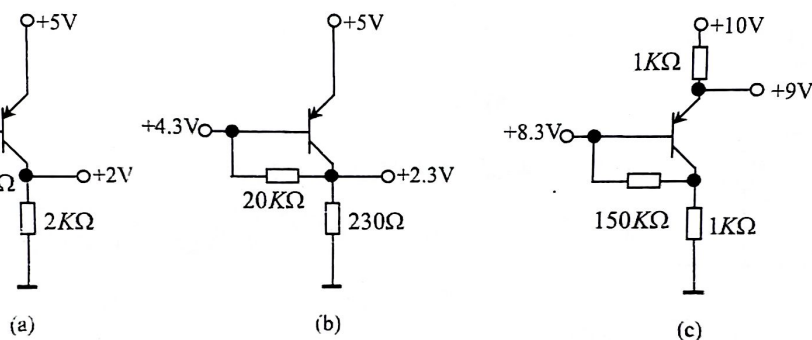 +5V
+5V
+10V
1KΩ
+9V
+4.3V
+8.3V
Ω
+2V
20KΩ
+2.3V
2KΩ
230Ω
150KΩ
1KΩ
(a)
(b)
(c)